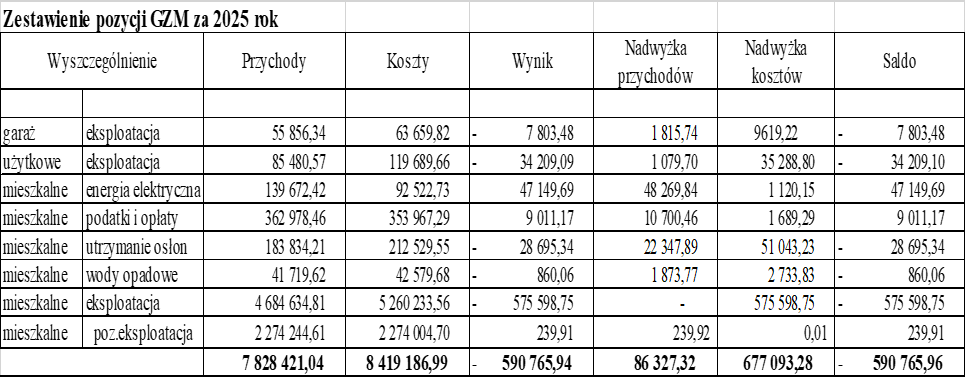 Zestawienie pozycji GZM za 2025 rok
Wyszczególnienie Przychody Koszty Wynik Nadwyżka przychodów Nadwyżka kosztów Saldo
garaż eksploatacja 55 856,34 63 659,82 - 7 803,48 1 815,74 9619,22 - 7 803,48
użytkowe eksploatacja 85 480,57 119 689,66 - 34 209,09 1 079,70 35 288,80 - 34 209,10
mieszkalne energia elektryczna 139 672,42 92 522,73 47 149,69 48 269,84 1 120,15 47 149,69
mieszkalne podatki i opłaty 362 978,46 353 967,29 9 011,17 10 700,46 1 689,29 9 011,17
mieszkalne utrzymanie osłon 183 834,21 212 529,55 - 28 695,34 22 347,89 51 043,23 - 28 695,34
mieszkalne wody opadowe 41 719,62 42 579,68 - 860,06 1 873,77 2 733,83 - 860,06
mieszkalne eksploatacja 4 684 634,81 5 260 233,56 - 575 598,75 - 575 598,75 - 575 598,75
mieszkalne poz.eksploatacja 2 274 244,61 2 274 004,70 239,91 239,92 0,01 239,91
7 828 421,04 8 419 186,99 - 590 765,94 86 327,32 677 093,28 - 590 765,96